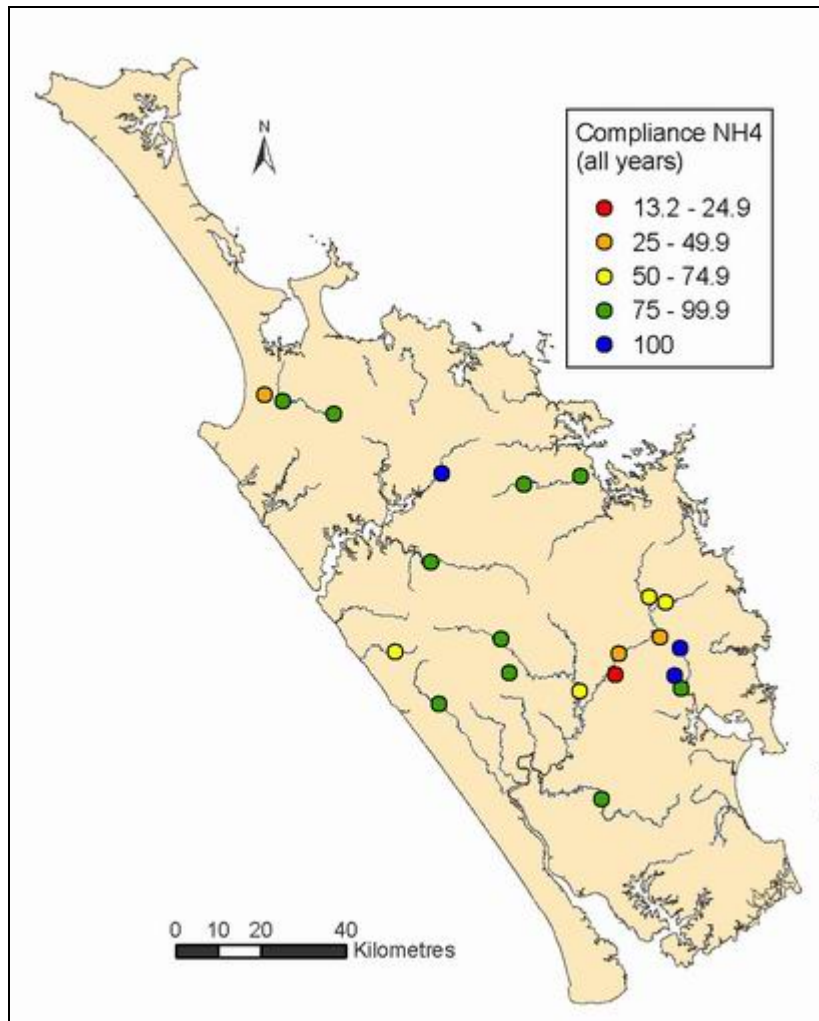 N
Compliance NH4
(all years)
13.2 - 24.9
25 - 49.9
50 - 74.9
75 - 99.9
100
0 10 20 40
Kilometres